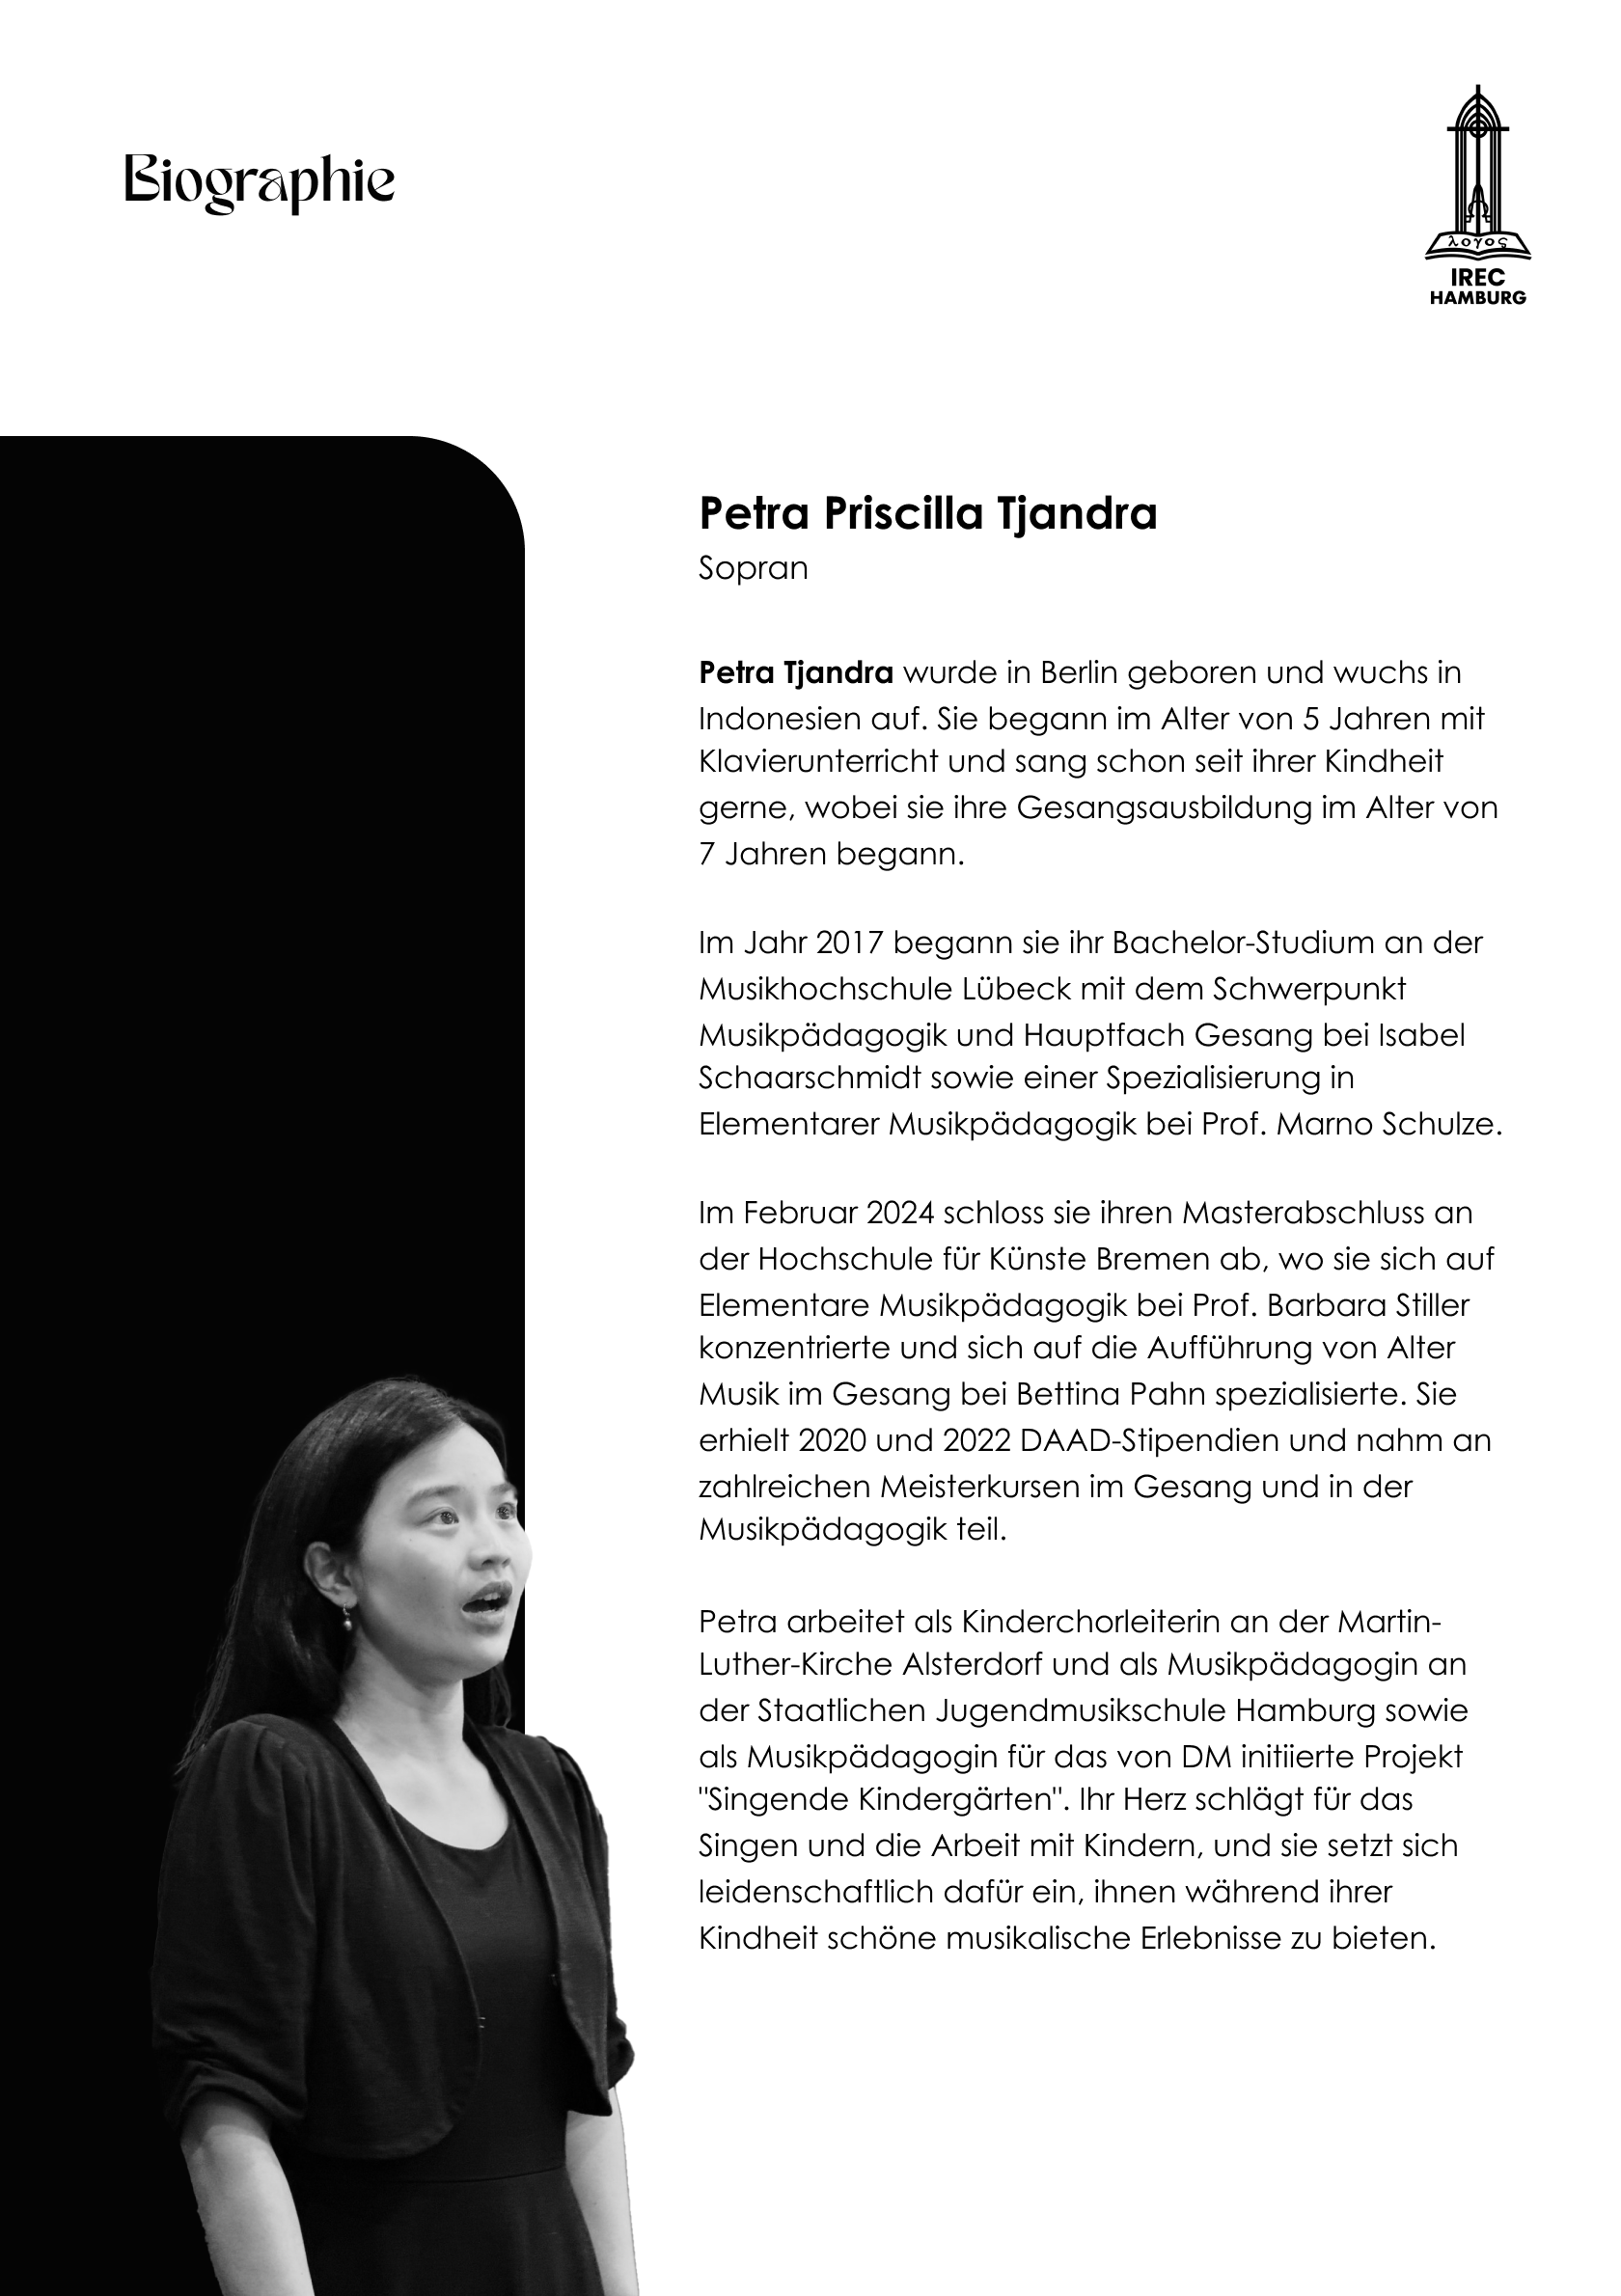 Biographie
λογος
IREC
HAMBURG
Petra Priscilla Tjandra
Sopran
Petra Tjandra wurde in Berlin geboren und wuchs in
Indonesien auf. Sie begann im Alter von 5 Jahren mit
Klavierunterricht und sang schon seit ihrer Kindheit
gerne, wobei sie ihre Gesangsausbildung im Alter von
7 Jahren begann.
Im Jahr 2017 begann sie ihr Bachelor-Studium an der
Musikhochschule Lübeck mit dem Schwerpunkt
Musikpädagogik und Hauptfach Gesang bei Isabel
Schaarschmidt sowie einer Spezialisierung in
Elementarer Musikpädagogik bei Prof. Marno Schulze.
Im Februar 2024 schloss sie ihren Masterabschluss an
der Hochschule für Künste Bremen ab, wo sie sich auf
Elementare Musikpädagogik bei Prof. Barbara Stiller
konzentrierte und sich auf die Aufführung von Alter
Musik im Gesang bei Bettina Pahn spezialisierte. Sie
erhielt 2020 und 2022 DAAD-Stipendien und nahm an
zahlreichen Meisterkursen im Gesang und in der
Musikpädagogik teil.
Petra arbeitet als Kinderchorleiterin an der Martin-
Luther-Kirche Alsterdorf und als Musikpädagogin an
der Staatlichen Jugendmusikschule Hamburg sowie
als Musikpädagogin für das von DM initiierte Projekt
"Singende Kindergärten". Ihr Herz schlägt für das
Singen und die Arbeit mit Kindern, und sie setzt sich
leidenschaftlich dafür ein, ihnen während ihrer
Kindheit schöne musikalische Erlebnisse zu bieten.